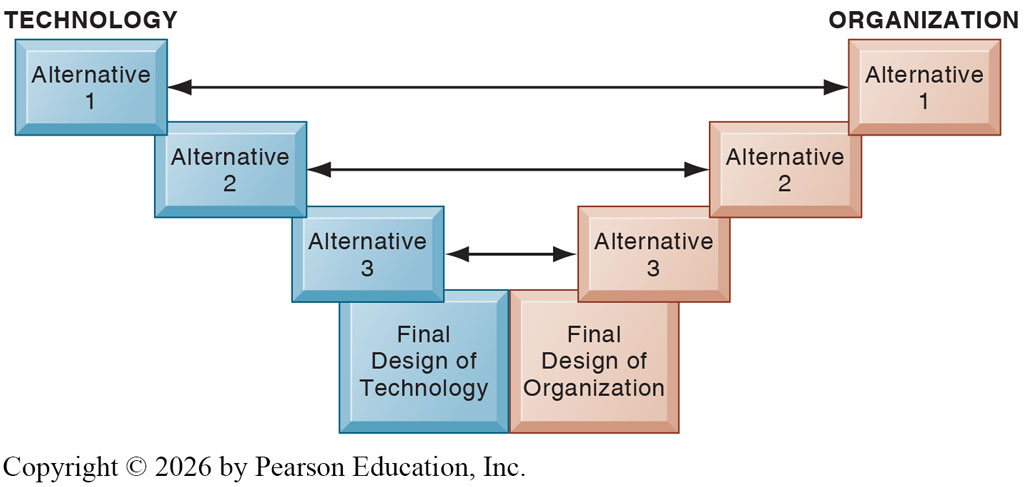 TECHNOLOGY
ORGANIZATION
Alternative
1
Alternative
1
Alternative
2
Alternative
2
Alternative
3
Alternative
3
Final
Design of
Technology
Final
Design of
Organization
Copyright © 2026 by Pearson Education, Inc.